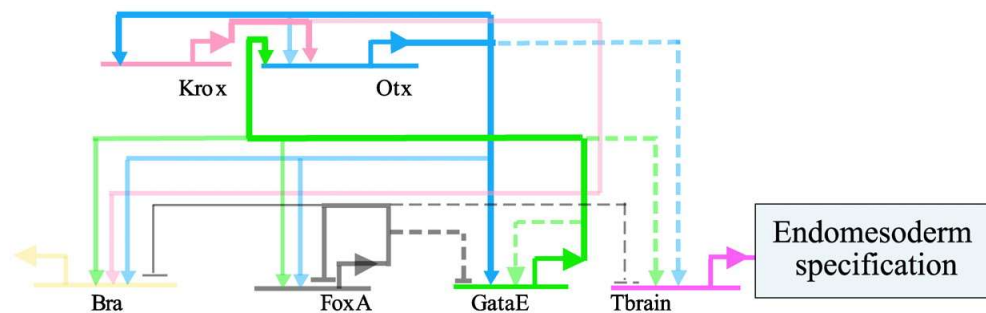 Krox
Otx
Endomesoderm
specification
Bra
FoxA
GataE
Tbrain